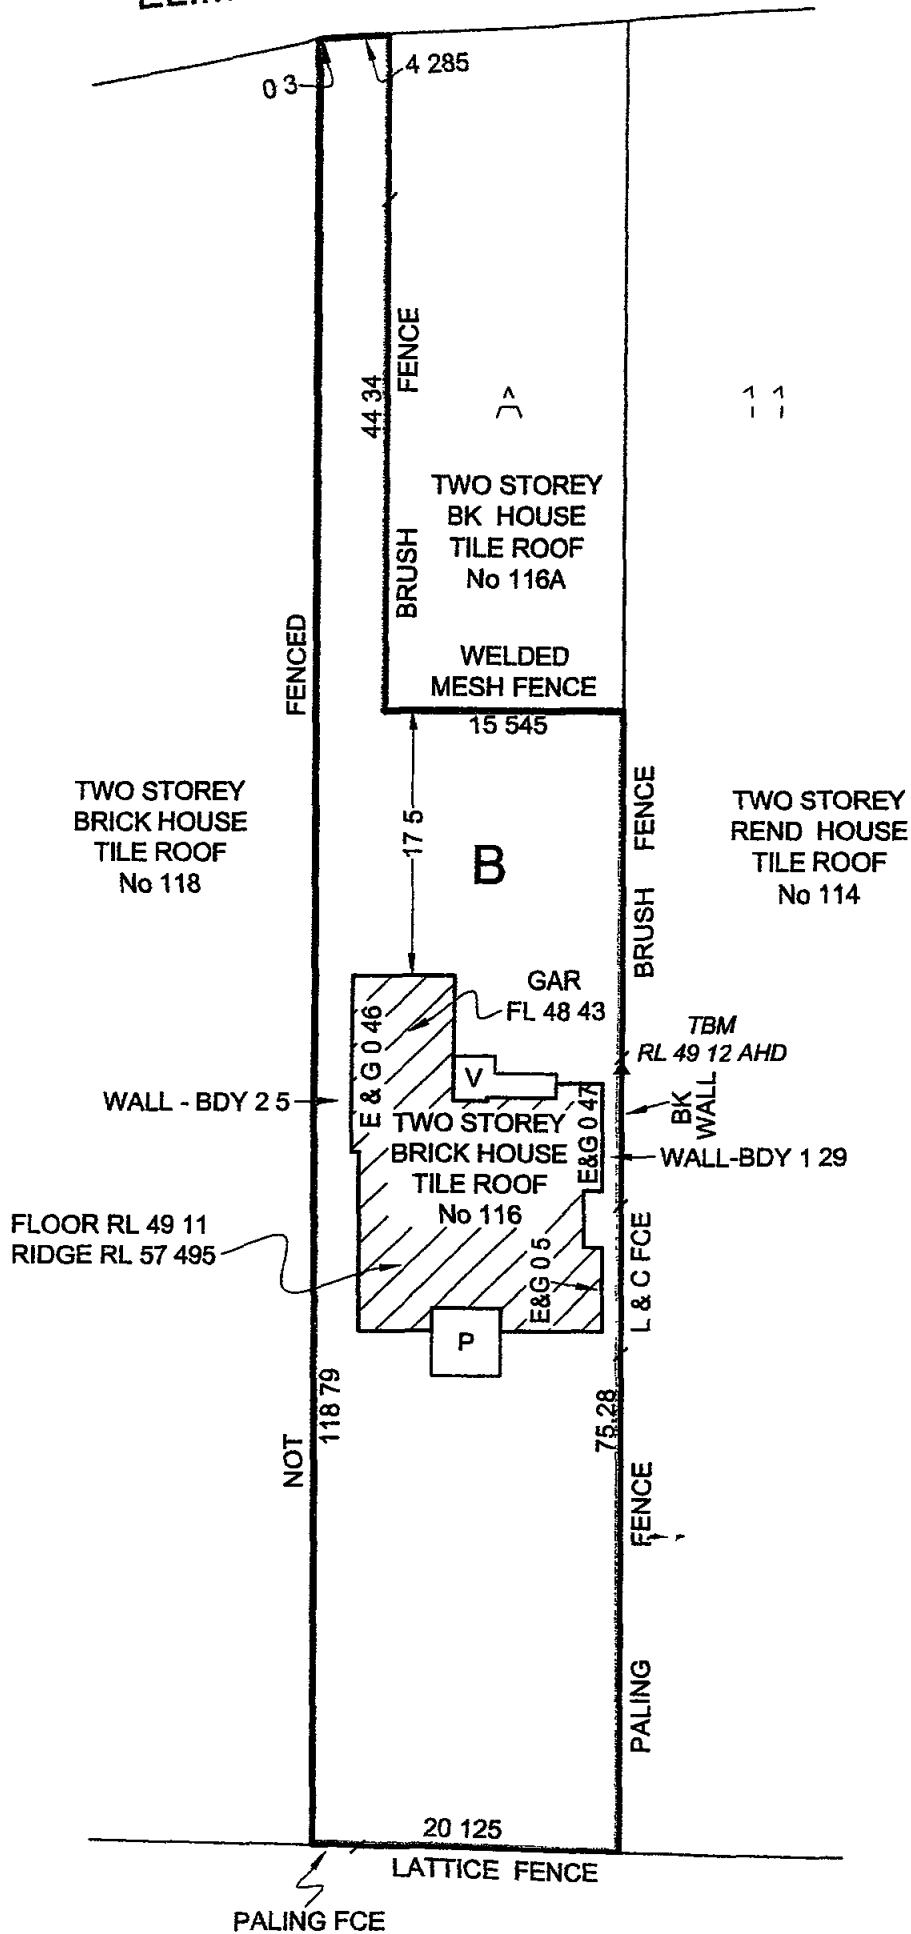 0 3
4 285
FENCE
44 34
BRUSH
A
11
TWO STOREY
BK HOUSE
TILE ROOF
No 116A
FENCED
WELDED
MESH FENCE
15 545
TWO STOREY
BRICK HOUSE
TILE ROOF
No 118
17 5
B
BRUSH FENCE
TWO STOREY
REND HOUSE
TILE ROOF
No 114
GAR
FL 48 43
E & G 0 46
TBM
RL 49 12 AHD
V
BK
WALL
WALL - BDY 2 5
E&G 0 47
TWO STOREY
BRICK HOUSE
TILE ROOF
No 116
WALL-BDY 1 29
FLOOR RL 49 11
RIDGE RL 57 495
E&G 0 5
L & C FCE
P
118 79
75.28
NOT
FENCE
PALING
20 125
LATTICE FENCE
PALING FCE